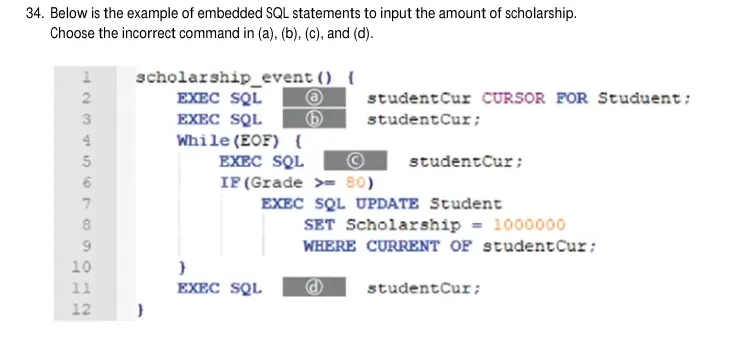 34. Below is the example of embedded SQL statements to input the amount of scholarship.
Choose the incorrect command in (a), (b), (c), and (d).
1 scholarship_event() {
2 EXEC SQL ⓐ studentCur CURSOR FOR Studuent;
3 EXEC SQL ⓑ studentCur;
4 While(EOF) {
5 EXEC SQL ⓒ studentCur;
6 IF(Grade >= 80)
7 EXEC SQL UPDATE Student
8 SET Scholarship = 1000000
9 WHERE CURRENT OF studentCur;
10 }
11 EXEC SQL ⓓ studentCur;
12 }